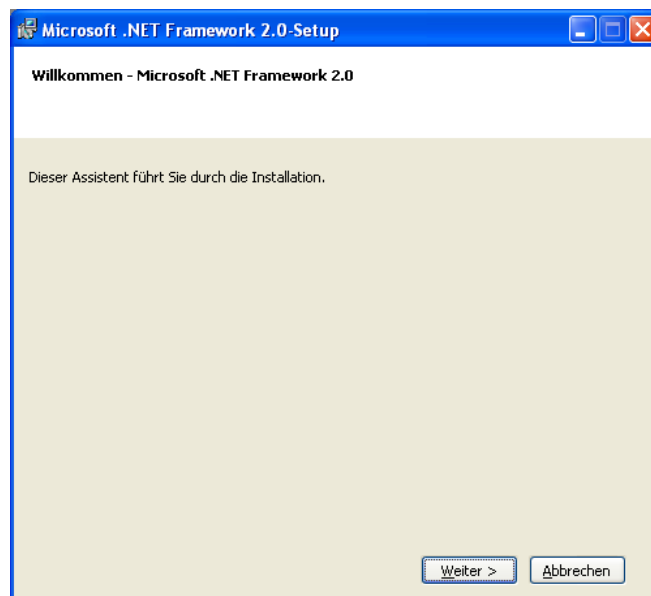 Microsoft .NET Framework 2.0-Setup
Willkommen - Microsoft .NET Framework 2.0
Dieser Assistent führt Sie durch die Installation.
Weiter > Abbrechen